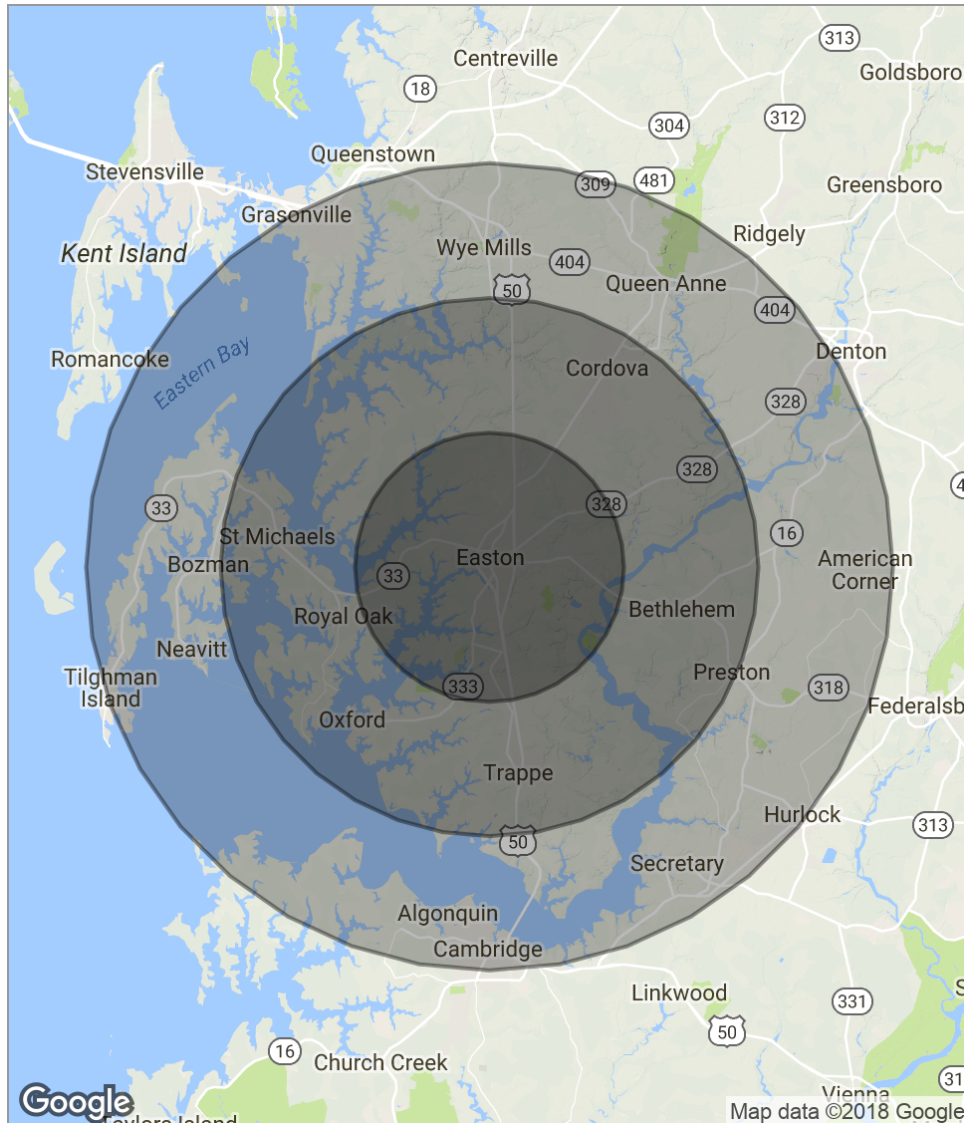 313
Centreville
Goldsboro
18
312
304
Queenstown
Stevensville
309
481
Greensboro
Grasonville
Ridgely
Kent Island
Wye Mills
404
Queen Anne
50
404
Romancoke
Eastern Bay
Cordova
Denton
328
328
33
328
St Michaels
16
Easton
Bozman
American
Corner
33
Royal Oak
Bethlehem
Neavitt
Tilghman
Island
Preston
333
318
Federalsb
Oxford
Trappe
Hurlock
313
50
Secretary
Algonquin
Cambridge
Linkwood
331
50
16
Church Creek
Vienna
Google
Map data ©2018 Google